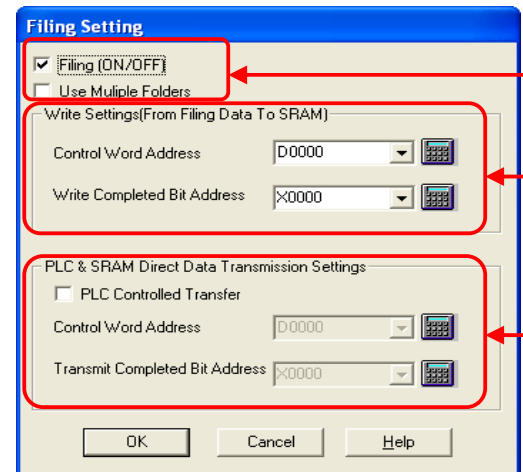 Filing Setting
Filing (ON/OFF)
Use Muliple Folders
Write Settings(From Filing Data To SRAM)
Control Word Address D0000
Write Completed Bit Address X0000
PLC & SRAM Direct Data Transmission Settings
PLC Controlled Transfer
Control Word Address D0000
Transmit Completed Bit Address X0000
OK Cancel Help